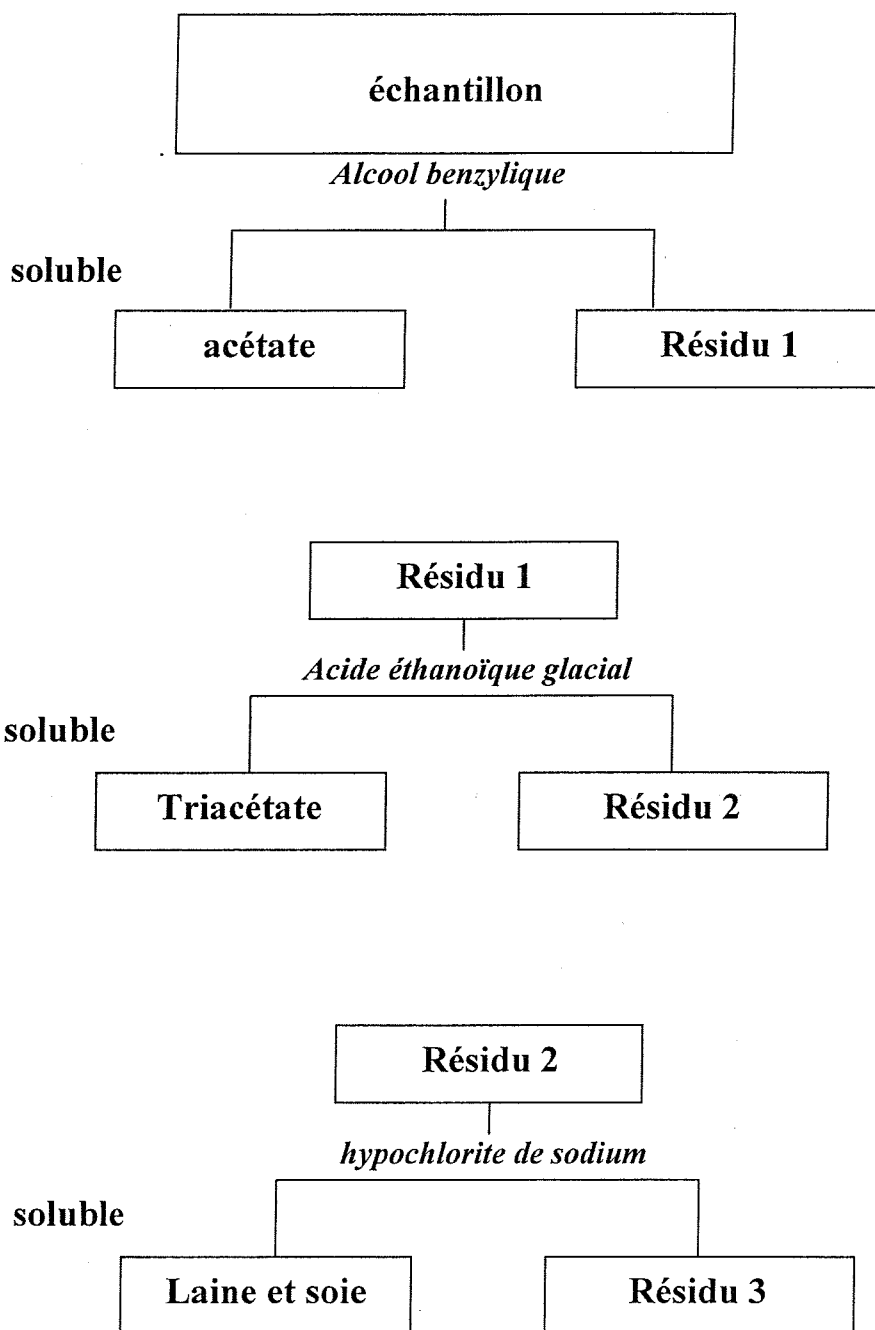 échantillon
Alcool benzylique
soluble
acétate
Résidu 1
Résidu 1
Acide éthanoïque glacial
soluble
Triacétate
Résidu 2
Résidu 2
hypochlorite de sodium
soluble
Laine et soie
Résidu 3